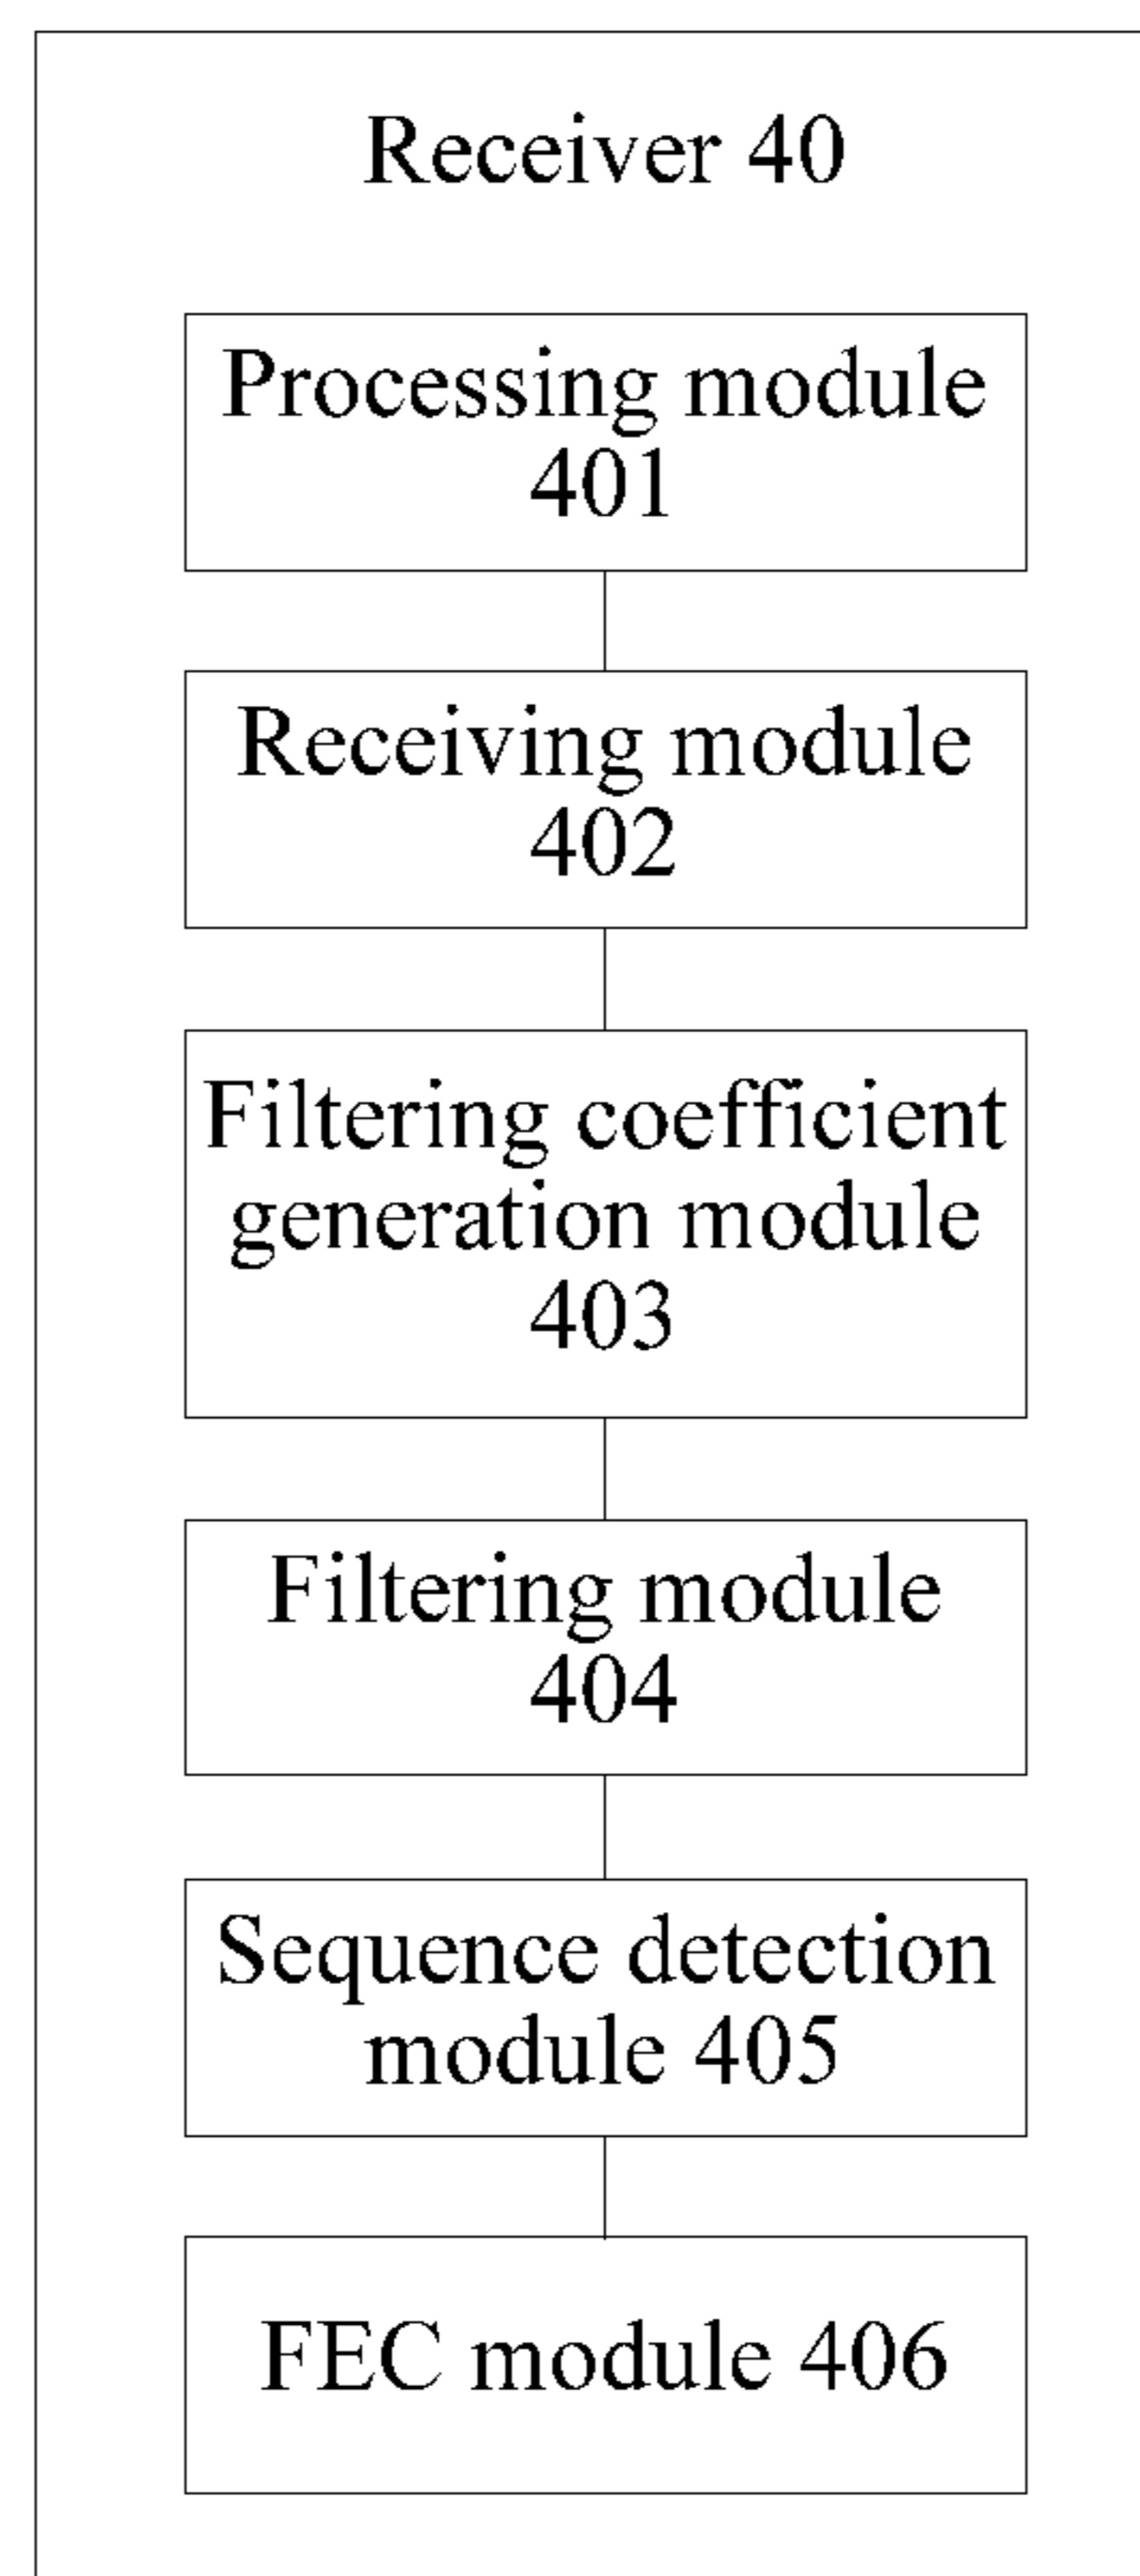 Receiver 40
Processing module
401
Receiving module
402
Filtering coefficient
generation module
403
Filtering module
404
Sequence detection
module 405
FEC module 406